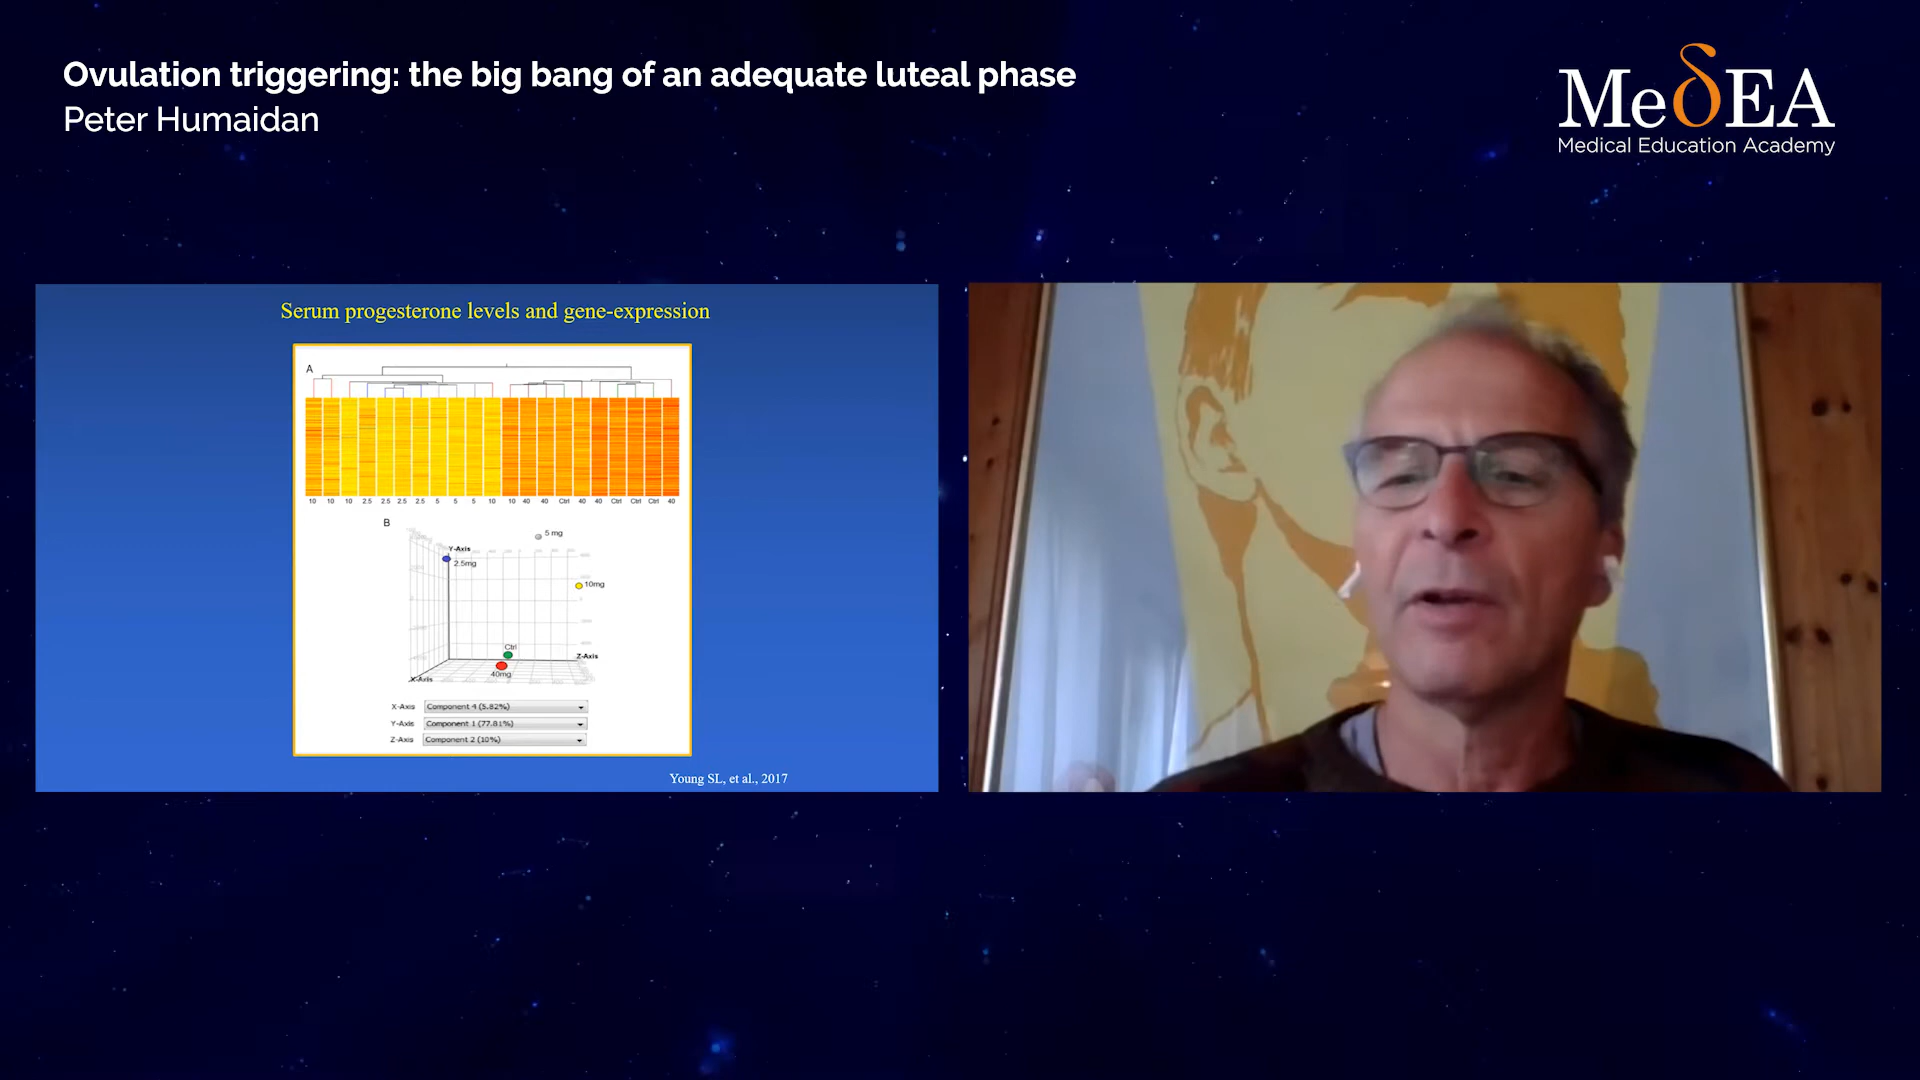 Ovulation triggering: the big bang of an adequate luteal phase
Peter Humaidan
MeδEA
Medical Education Academy
Serum progesterone levels and gene-expression
A
10 10 10 2.5 2.5 2.5 2.5 5 5 5 10 10 40 40 Ctrl 40 40 Ctrl Ctrl Ctrl 40
B
5 mg
Y-Axis
2.5mg
10mg
Ctrl
Z-Axis
40mg
X-Axis
X-Axis Component 4 (5.82%)
Y-Axis Component 1 (77.81%)
Z-Axis Component 2 (10%)
Young SL, et al., 2017